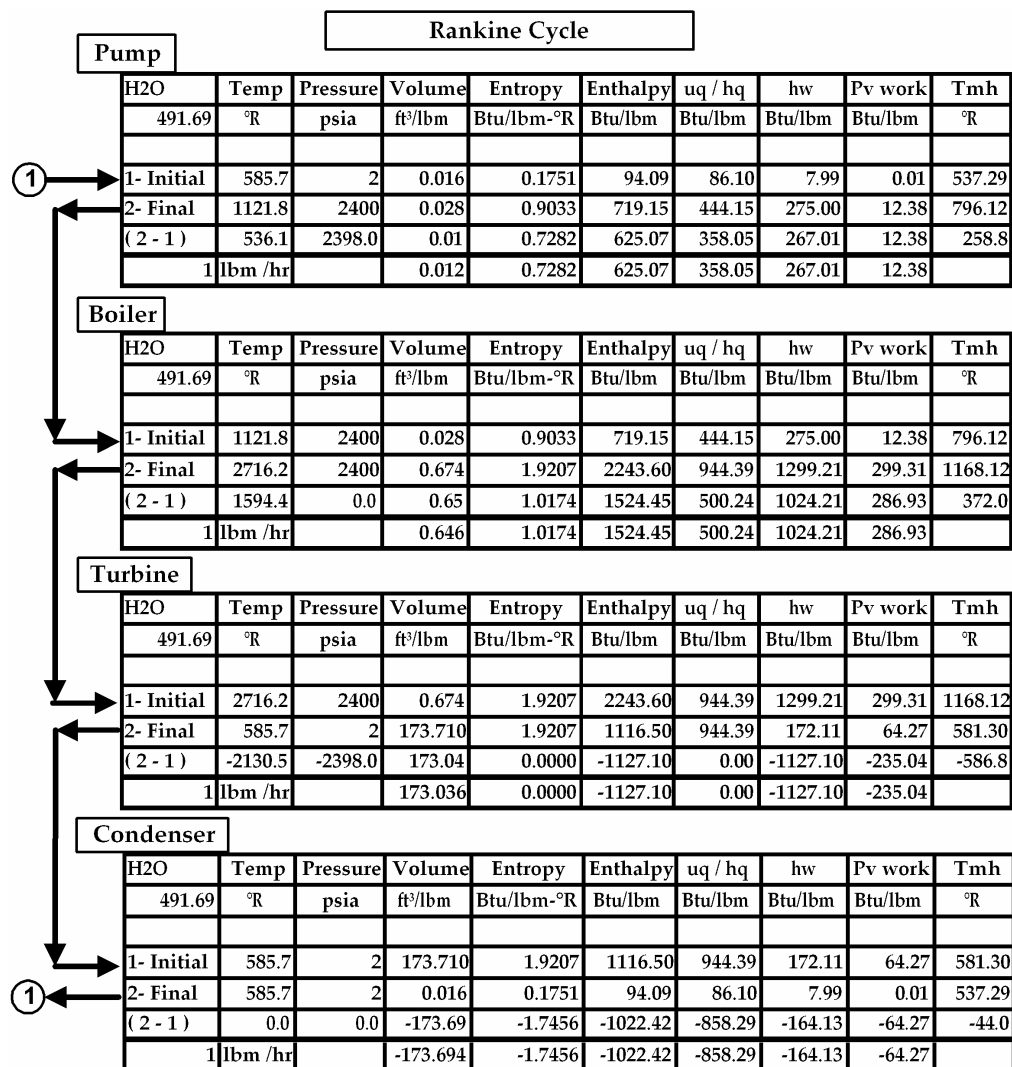 Rankine Cycle
Pump
H2O Temp Pressure Volume Entropy Enthalpy uq / hq hw Pv work Tmh
491.69 °R psia ft³/lbm Btu/lbm-°R Btu/lbm Btu/lbm Btu/lbm Btu/lbm °R
1 1- Initial 585.7 2 0.016 0.1751 94.09 86.10 7.99 0.01 537.29
2- Final 1121.8 2400 0.028 0.9033 719.15 444.15 275.00 12.38 796.12
( 2 - 1 ) 536.1 2398.0 0.01 0.7282 625.07 358.05 267.01 12.38 258.8
1 lbm /hr 0.012 0.7282 625.07 358.05 267.01 12.38
Boiler
H2O Temp Pressure Volume Entropy Enthalpy uq / hq hw Pv work Tmh
491.69 °R psia ft³/lbm Btu/lbm-°R Btu/lbm Btu/lbm Btu/lbm Btu/lbm °R
1- Initial 1121.8 2400 0.028 0.9033 719.15 444.15 275.00 12.38 796.12
2- Final 2716.2 2400 0.674 1.9207 2243.60 944.39 1299.21 299.31 1168.12
( 2 - 1 ) 1594.4 0.0 0.65 1.0174 1524.45 500.24 1024.21 286.93 372.0
1 lbm /hr 0.646 1.0174 1524.45 500.24 1024.21 286.93
Turbine
H2O Temp Pressure Volume Entropy Enthalpy uq / hq hw Pv work Tmh
491.69 °R psia ft³/lbm Btu/lbm-°R Btu/lbm Btu/lbm Btu/lbm Btu/lbm °R
1- Initial 2716.2 2400 0.674 1.9207 2243.60 944.39 1299.21 299.31 1168.12
2- Final 585.7 2 173.710 1.9207 1116.50 944.39 172.11 64.27 581.30
( 2 - 1 ) -2130.5 -2398.0 173.04 0.0000 -1127.10 0.00 -1127.10 -235.04 -586.8
1 lbm /hr 173.036 0.0000 -1127.10 0.00 -1127.10 -235.04
Condenser
H2O Temp Pressure Volume Entropy Enthalpy uq / hq hw Pv work Tmh
491.69 °R psia ft³/lbm Btu/lbm-°R Btu/lbm Btu/lbm Btu/lbm Btu/lbm °R
1- Initial 585.7 2 173.710 1.9207 1116.50 944.39 172.11 64.27 581.30
1 2- Final 585.7 2 0.016 0.1751 94.09 86.10 7.99 0.01 537.29
( 2 - 1 ) 0.0 0.0 -173.69 -1.7456 -1022.42 -858.29 -164.13 -64.27 -44.0
1 lbm /hr -173.694 -1.7456 -1022.42 -858.29 -164.13 -64.27